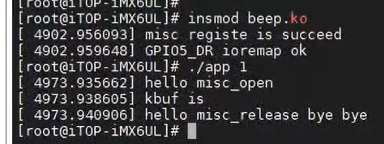 [root@iTOP-iMX6UL]#
[root@iTOP-iMX6UL]# insmod beep.ko
[ 4902.956093] misc registe is succeed
[ 4902.959648] GPIO5_DR ioremap ok
[root@iTOP-iMX6UL]# ./app 1
[ 4973.935662] hello misc_open
[ 4973.938605] kbuf is
[ 4973.940906] hello misc_release bye bye
[root@iTOP-iMX6UL]#